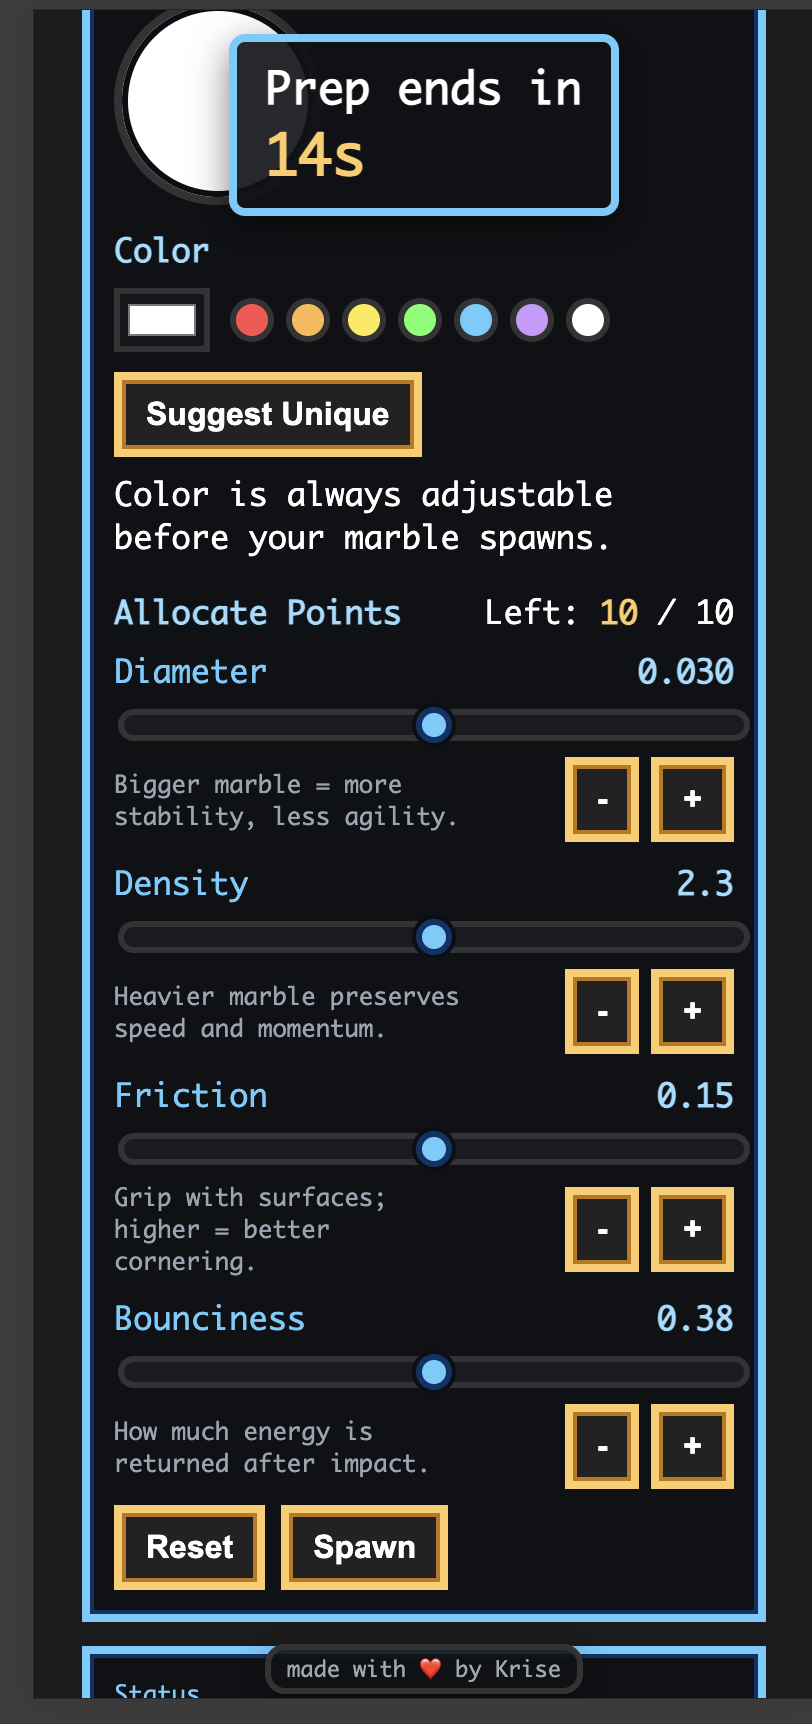 Prep ends in
14s
Color
Suggest Unique
Color is always adjustable
before your marble spawns.
Allocate Points Left: 10 / 10
Diameter 0.030
Bigger marble = more
stability, less agility.
- +
Density 2.3
Heavier marble preserves
speed and momentum.
- +
Friction 0.15
Grip with surfaces;
higher = better
cornering.
- +
Bounciness 0.38
How much energy is
returned after impact.
- +
Reset Spawn
made with ❤️ by Krise
Status